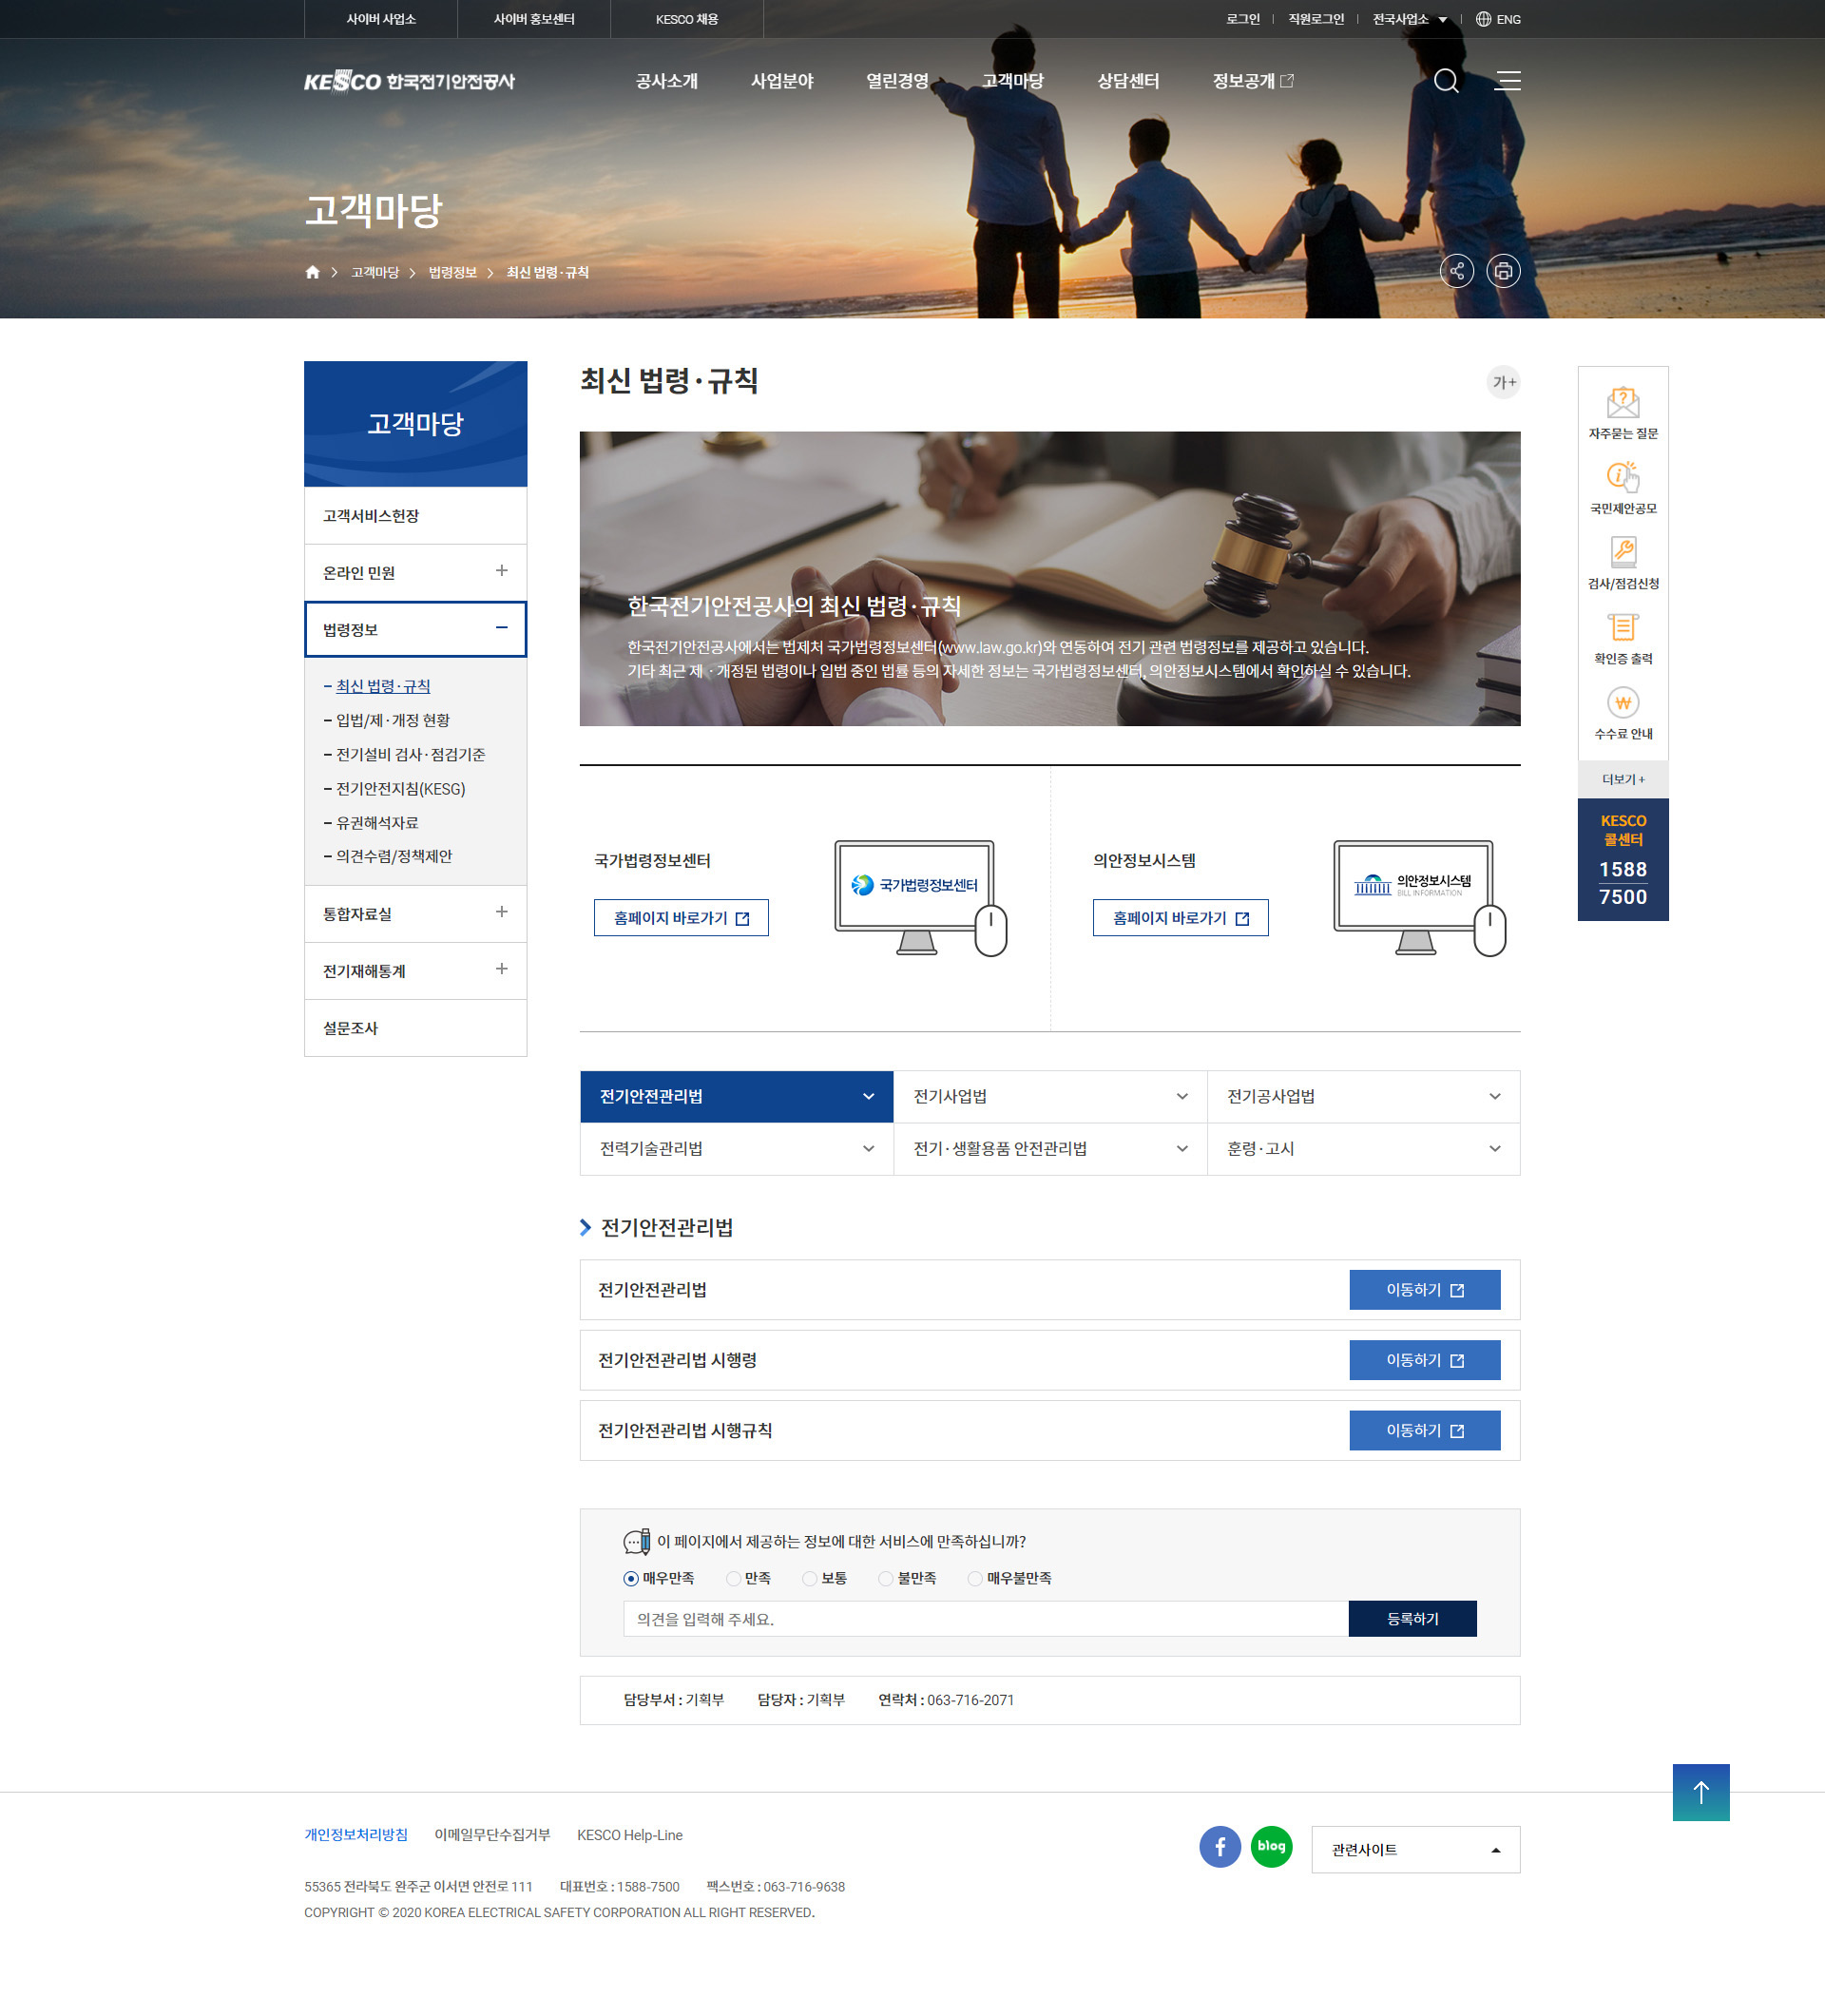 사이버 사업소
사이버 홍보센터
KESCO 채용
로그인
직원로그인
전국사업소
ENG
KESCO 한국전기안전공사
공사소개
사업분야
열린경영
고객마당
상담센터
정보공개
고객마당
고객마당
법령정보
최신 법령·규칙
고객마당
고객서비스헌장
온라인 민원
법령정보
최신 법령·규칙
입법/제·개정 현황
전기설비 검사·점검기준
전기안전지침(KESG)
유권해석자료
의견수렴/정책제안
통합자료실
전기재해통계
설문조사
최신 법령·규칙
가+
한국전기안전공사의 최신 법령·규칙
한국전기안전공사에서는 법제처 국가법령정보센터(www.law.go.kr)와 연동하여 전기 관련 법령정보를 제공하고 있습니다.
기타 최근 제·개정된 법령이나 입법 중인 법률 등의 자세한 정보는 국가법령정보센터, 의안정보시스템에서 확인하실 수 있습니다.
국가법령정보센터
홈페이지 바로가기
국가법령정보센터
의안정보시스템
홈페이지 바로가기
의안정보시스템
BILL INFORMATION
전기안전관리법
전기사업법
전기공사업법
전력기술관리법
전기·생활용품 안전관리법
훈령·고시
전기안전관리법
전기안전관리법
이동하기
전기안전관리법 시행령
이동하기
전기안전관리법 시행규칙
이동하기
이 페이지에서 제공하는 정보에 대한 서비스에 만족하십니까?
매우만족
만족
보통
불만족
매우불만족
의견을 입력해 주세요.
등록하기
담당부서 : 기획부
담당자 : 기획부
연락처 : 063-716-2071
자주묻는 질문
국민제안공모
검사/점검신청
확인증 출력
수수료 안내
더보기 +
KESCO
콜센터
1588
7500
개인정보처리방침
이메일무단수집거부
KESCO Help-Line
blog
관련사이트
55365 전라북도 완주군 이서면 안전로 111
대표번호 : 1588-7500
팩스번호 : 063-716-9638
COPYRIGHT © 2020 KOREA ELECTRICAL SAFETY CORPORATION ALL RIGHT RESERVED.